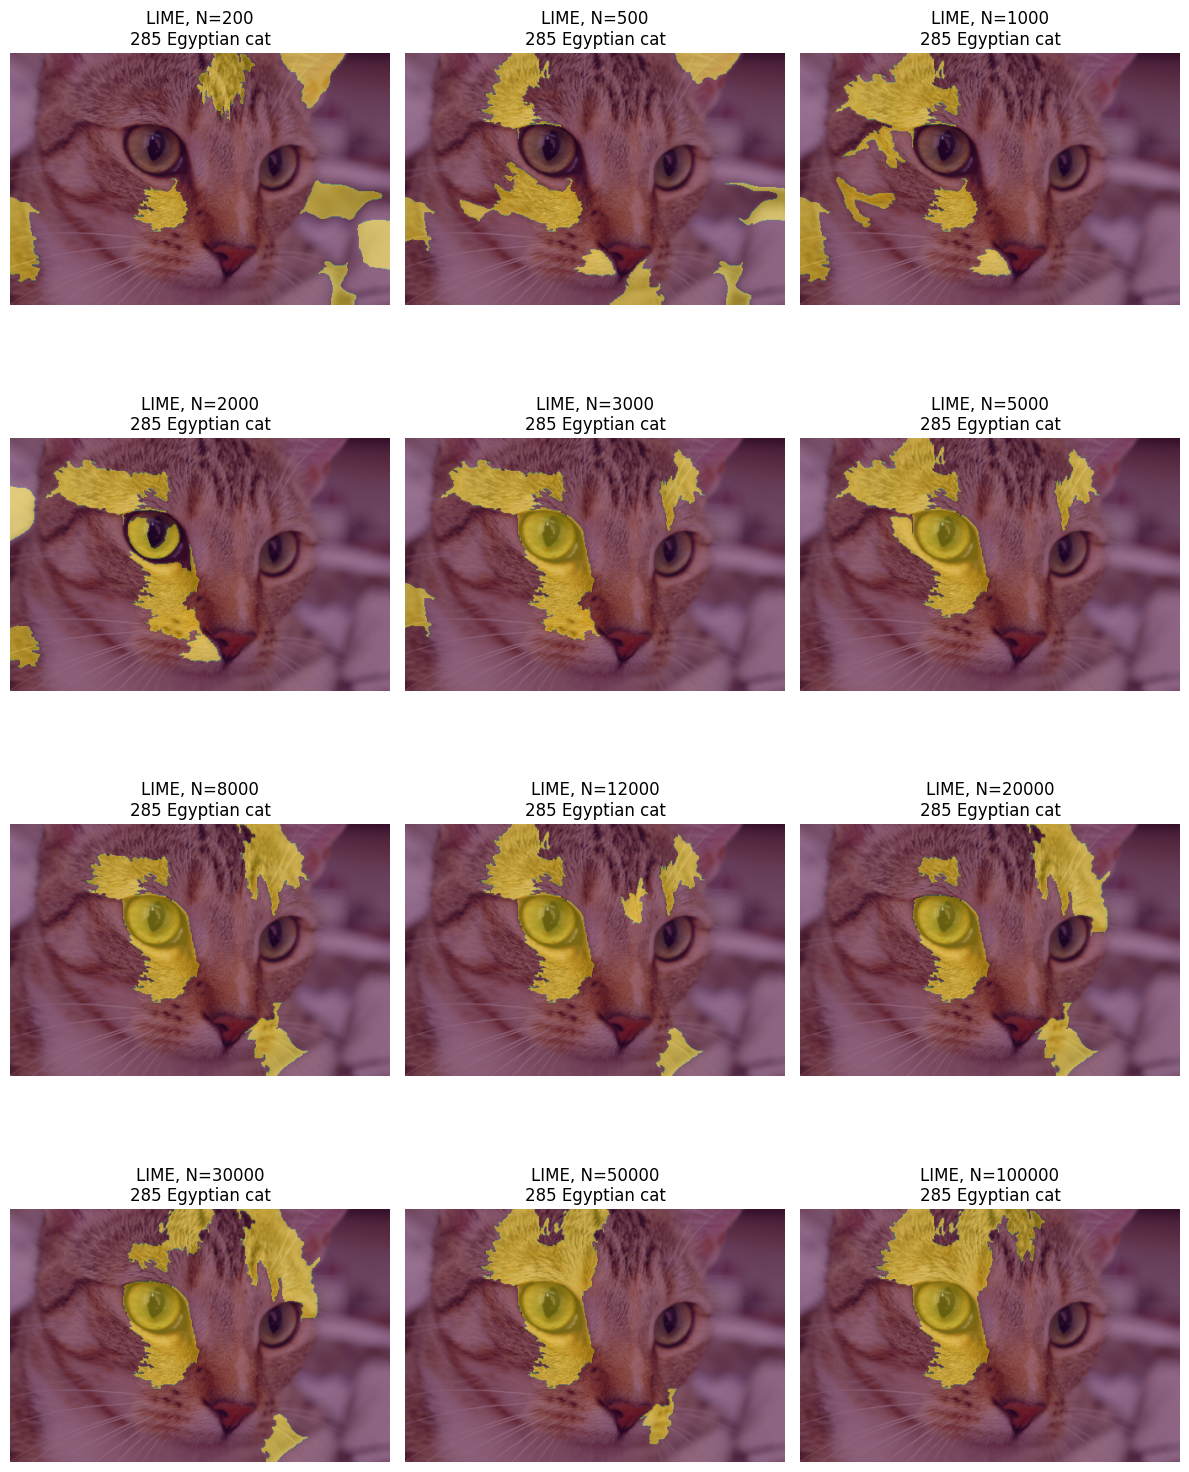 LIME, N=200
285 Egyptian cat
LIME, N=500
285 Egyptian cat
LIME, N=1000
285 Egyptian cat
LIME, N=2000
285 Egyptian cat
LIME, N=3000
285 Egyptian cat
LIME, N=5000
285 Egyptian cat
LIME, N=8000
285 Egyptian cat
LIME, N=12000
285 Egyptian cat
LIME, N=20000
285 Egyptian cat
LIME, N=30000
285 Egyptian cat
LIME, N=50000
285 Egyptian cat
LIME, N=100000
285 Egyptian cat